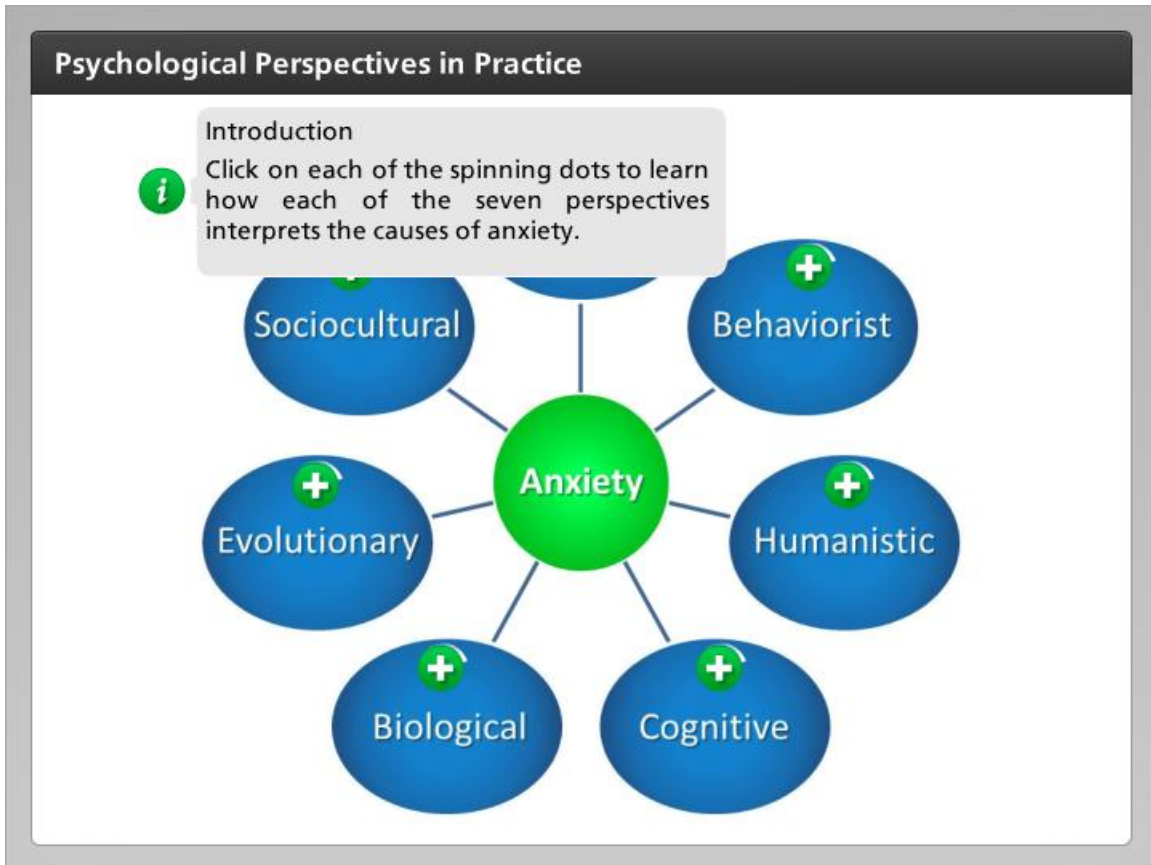 Psychological Perspectives in Practice
Introduction
Click on each of the spinning dots to learn
how each of the seven perspectives
interprets the causes of anxiety.
Sociocultural
Behaviorist
Anxiety
Evolutionary
Humanistic
Biological
Cognitive